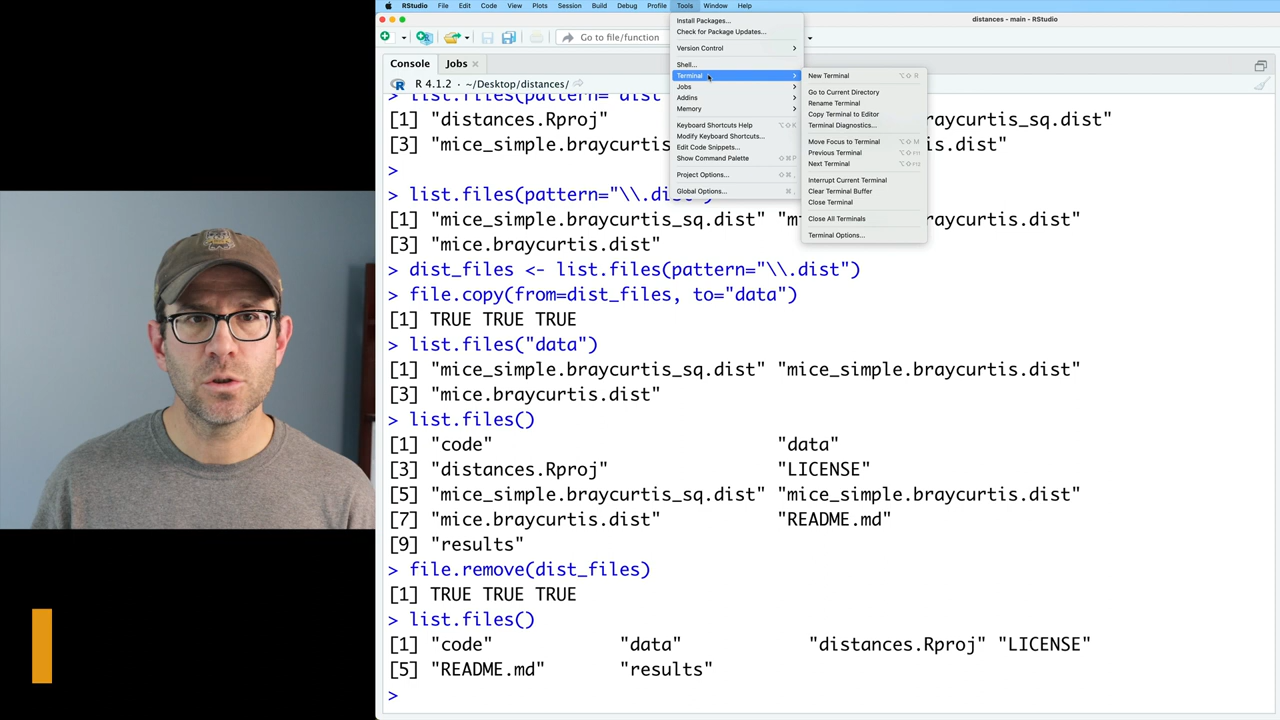 RStudio File Edit Code View Plots Session Build Debug Profile Tools Window Help
distances - main - RStudio
Go to file/function
Console Jobs
R 4.1.2 · ~/Desktop/distances/
Install Packages...
Check for Package Updates...
Version Control
Shell...
Terminal
Jobs
Addins
Memory
Keyboard Shortcuts Help ⌥⇧K
Modify Keyboard Shortcuts...
Edit Code Snippets...
Show Command Palette ⇧⌘P
Project Options... ⇧⌘,
Global Options... ⌘,
New Terminal ⌥⇧R
Go to Current Directory
Rename Terminal
Copy Terminal to Editor
Terminal Diagnostics...
Move Focus to Terminal ⌥⇧M
Previous Terminal
Next Terminal
Interrupt Current Terminal
Clear Terminal Buffer
Close Terminal
Close All Terminals
Terminal Options...
> list.files(pattern="dist
[1] "distances.Rproj" raycurtis_sq.dist"
[3] "mice_simple.braycurt is.dist"
>
> list.files(pattern="\\.dist
[1] "mice_simple.braycurtis_sq.dist" "m raycurtis.dist"
[3] "mice.braycurtis.dist"
> dist_files <- list.files(pattern="\\.dist")
> file.copy(from=dist_files, to="data")
[1] TRUE TRUE TRUE
> list.files("data")
[1] "mice_simple.braycurtis_sq.dist" "mice_simple.braycurtis.dist"
[3] "mice.braycurtis.dist"
> list.files()
[1] "code" "data"
[3] "distances.Rproj" "LICENSE"
[5] "mice_simple.braycurtis_sq.dist" "mice_simple.braycurtis.dist"
[7] "mice.braycurtis.dist" "README.md"
[9] "results"
> file.remove(dist_files)
[1] TRUE TRUE TRUE
> list.files()
[1] "code" "data" "distances.Rproj" "LICENSE"
[5] "README.md" "results"
>